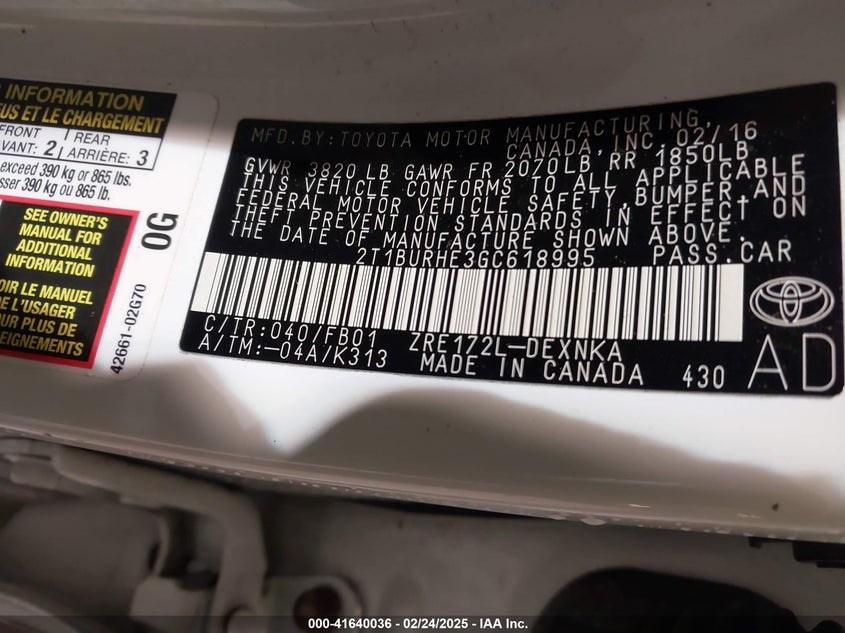 INFORMATION
US ET LE CHARGEMENT
FRONT
VANT: 2
REAR
ARRIÈRE: 3
exceed 390 kg or 865 lbs.
sser 390 kg ou 865 lb.
SEE OWNER'S
MANUAL FOR
ADDITIONAL
INFORMATION
OIR LE MANUEL
DE L'USAGER
POUR PLUS DE
SEIGNEMENTS
0G
42661-02G70
MFD. BY: TOYOTA MOTOR MANUFACTURING,
CANADA, INC. 02/16
GVWR 3820 LB GAWR FR 2070LB RR 1850LB
THIS VEHICLE CONFORMS TO ALL APPLICABLE
FEDERAL MOTOR VEHICLE SAFETY, BUMPER AND
THEFT PREVENTION STANDARDS IN EFFECT ON
THE DATE OF MANUFACTURE SHOWN ABOVE.
2T1BURHE3GC618995 PASS.CAR
C/TR:040/FB01 ZRE172L-DEXNKA
A/TM:-04A/K313 MADE IN CANADA 430
AD
000-41640036 - 02/24/2025 - IAA Inc.